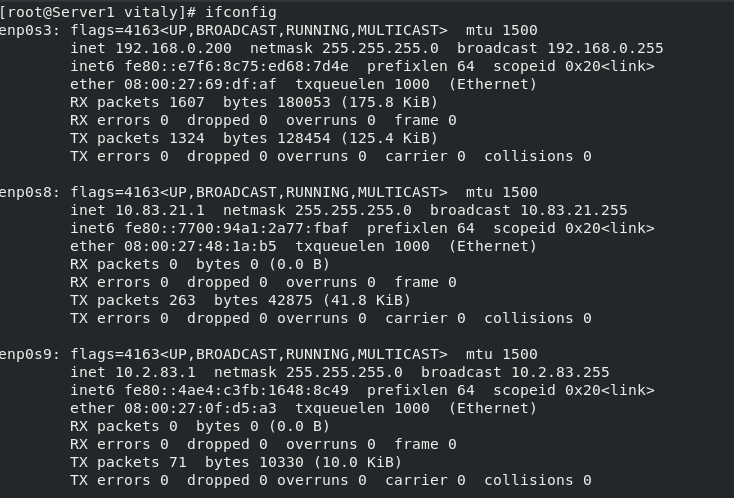 [root@Server1 vitaly]# ifconfig
enp0s3: flags=4163<UP,BROADCAST,RUNNING,MULTICAST>  mtu 1500
        inet 192.168.0.200  netmask 255.255.255.0  broadcast 192.168.0.255
        inet6 fe80::e7f6:8c75:ed68:7d4e  prefixlen 64  scopeid 0x20<link>
        ether 08:00:27:69:df:af  txqueuelen 1000  (Ethernet)
        RX packets 1607  bytes 180053 (175.8 KiB)
        RX errors 0  dropped 0  overruns 0  frame 0
        TX packets 1324  bytes 128454 (125.4 KiB)
        TX errors 0  dropped 0 overruns 0  carrier 0  collisions 0

enp0s8: flags=4163<UP,BROADCAST,RUNNING,MULTICAST>  mtu 1500
        inet 10.83.21.1  netmask 255.255.255.0  broadcast 10.83.21.255
        inet6 fe80::7700:94a1:2a77:fbaf  prefixlen 64  scopeid 0x20<link>
        ether 08:00:27:48:1a:b5  txqueuelen 1000  (Ethernet)
        RX packets 0  bytes 0 (0.0 B)
        RX errors 0  dropped 0  overruns 0  frame 0
        TX packets 263  bytes 42875 (41.8 KiB)
        TX errors 0  dropped 0 overruns 0  carrier 0  collisions 0

enp0s9: flags=4163<UP,BROADCAST,RUNNING,MULTICAST>  mtu 1500
        inet 10.2.83.1  netmask 255.255.255.0  broadcast 10.2.83.255
        inet6 fe80::4ae4:c3fb:1648:8c49  prefixlen 64  scopeid 0x20<link>
        ether 08:00:27:0f:d5:a3  txqueuelen 1000  (Ethernet)
        RX packets 0  bytes 0 (0.0 B)
        RX errors 0  dropped 0  overruns 0  frame 0
        TX packets 71  bytes 10330 (10.0 KiB)
        TX errors 0  dropped 0 overruns 0  carrier 0  collisions 0